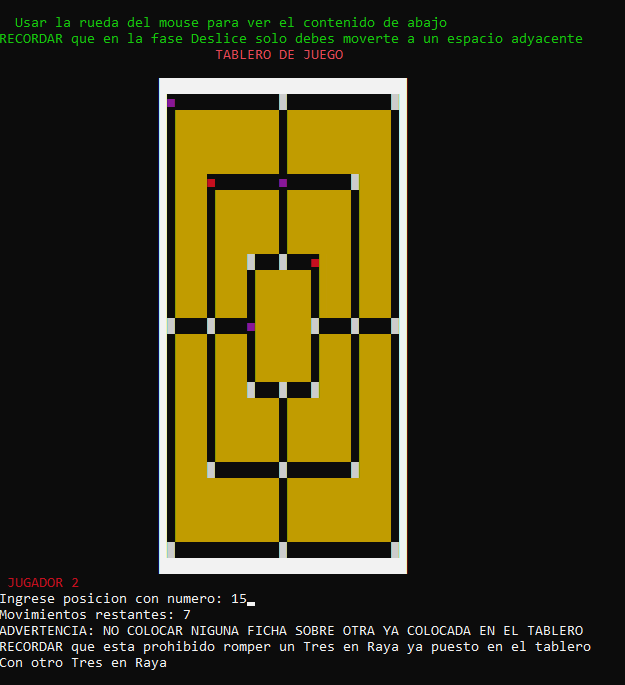 Usar la rueda del mouse para ver el contenido de abajo
RECORDAR que en la fase Deslice solo debes moverte a un espacio adyacente
TABLERO DE JUEGO
JUGADOR 2
Ingrese posicion con numero: 15
Movimientos restantes: 7
ADVERTENCIA: NO COLOCAR NIGUNA FICHA SOBRE OTRA YA COLOCADA EN EL TABLERO
RECORDAR que esta prohibido romper un Tres en Raya ya puesto en el tablero
Con otro Tres en Raya